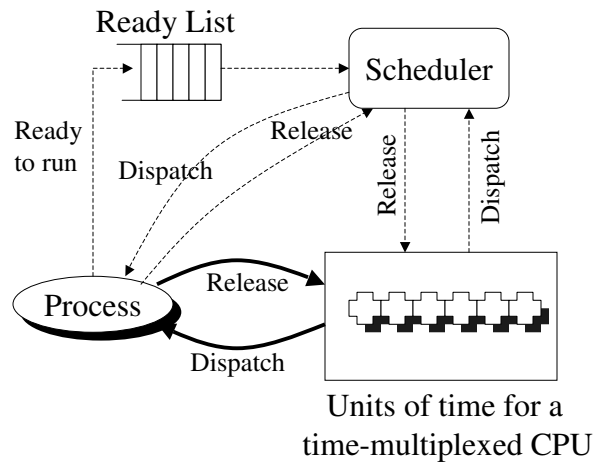 Ready List
Scheduler
Ready
to run
Release
Dispatch
Release
Dispatch
Process
Release
Dispatch
Units of time for a
time-multiplexed CPU